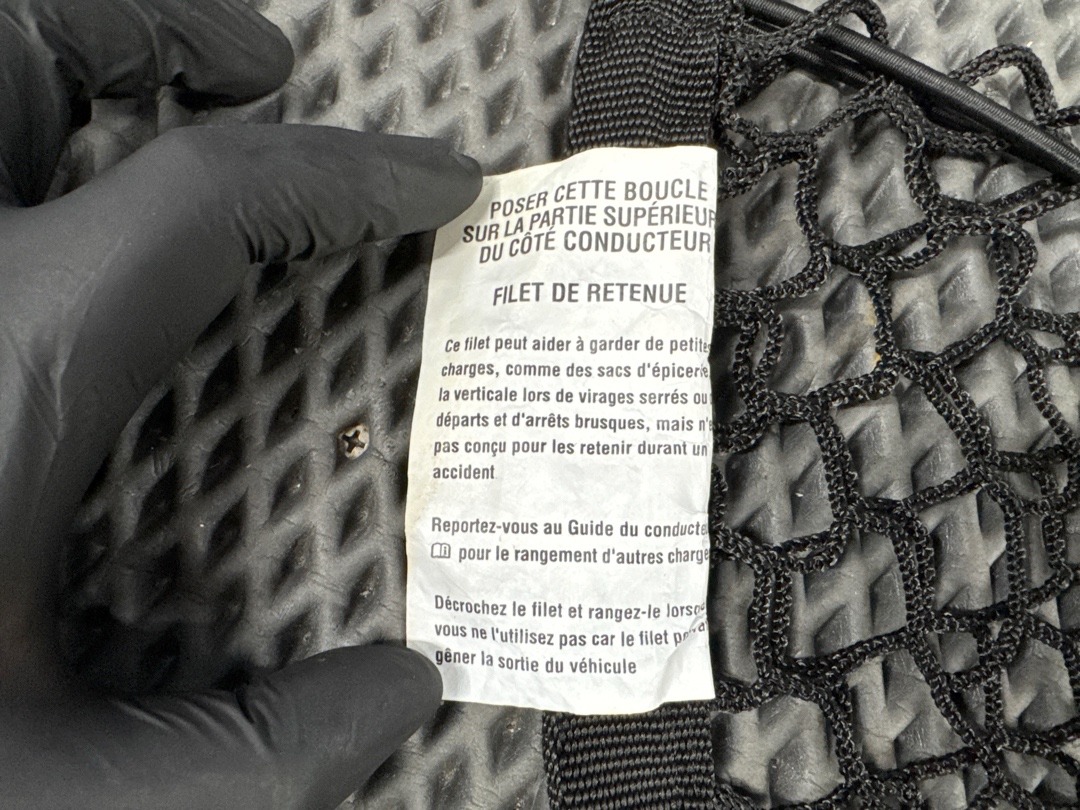 POSER CETTE BOUCLE
SUR LA PARTIE SUPÉRIEUR
DU CÔTÉ CONDUCTEUR
FILET DE RETENUE
Ce filet peut aider à garder de petites
charges, comme des sacs d'épicerie,
la verticale lors de virages serrés ou
départs et d'arrêts brusques, mais n'e
pas conçu pour les retenir durant un
accident
Reportez-vous au Guide du conducte
pour le rangement d'autres charge
Décrochez le filet et rangez-le lorsq
vous ne l'utilisez pas car le filet
gêner la sortie du véhicule